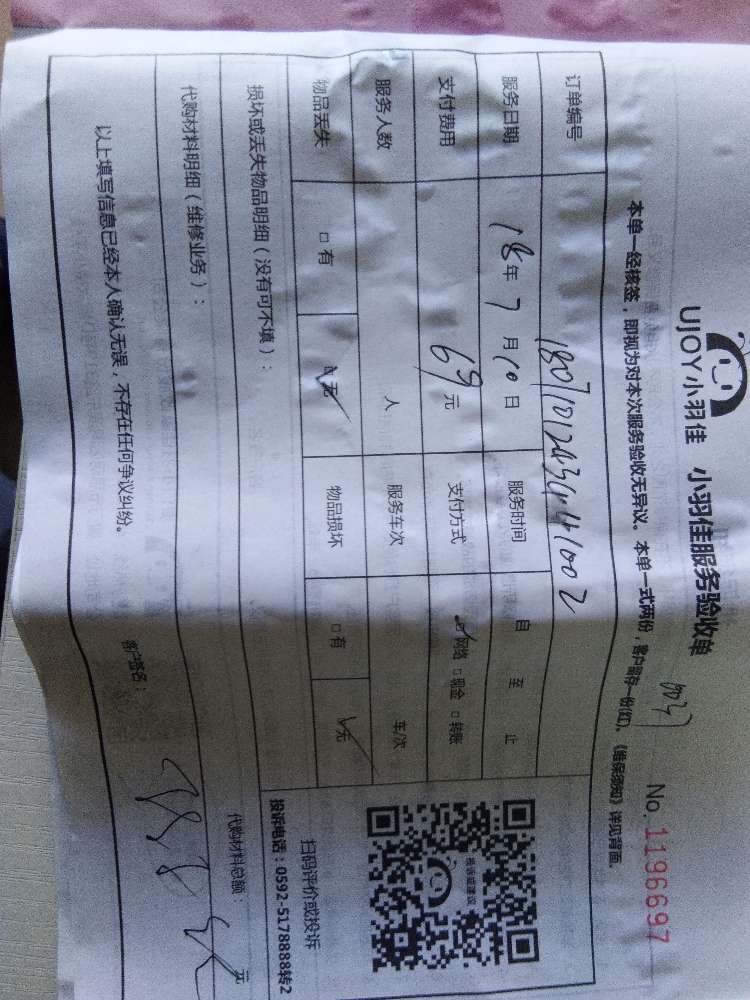 UJOY小羽佳 小羽佳服务验收单
No. 1196697
本单一经核签，即视为对本次服务验收无异议。本单一式两份，客户留存一份(红)、《维保须知》详见背面。
订单编号
服务日期 18年7月10日 服务时间 自 至 止
支付费用 69元 支付方式 网络 □现金 □转账
服务人数 人 服务车次 车/次
物品丢失 □有 ☑无 物品损坏 □有 ☑无
扫码评价或投诉
投诉电话：0592-5178888转2
损坏或丢失物品明细（没有可不填）：
代购材料明细（维修业务）： 代购材料总额： 元
以上填写信息已经本人确认无误，不存在任何争议纠纷。 客户签名：